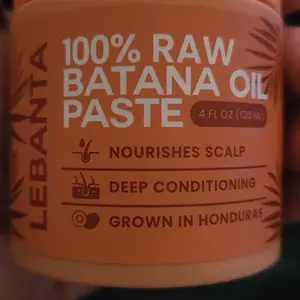 LEBANTA
100% RAW
BATANA OIL
PASTE
4 FL OZ (120 ML)
NOURISHES SCALP
DEEP CONDITIONING
GROWN IN HONDURAS